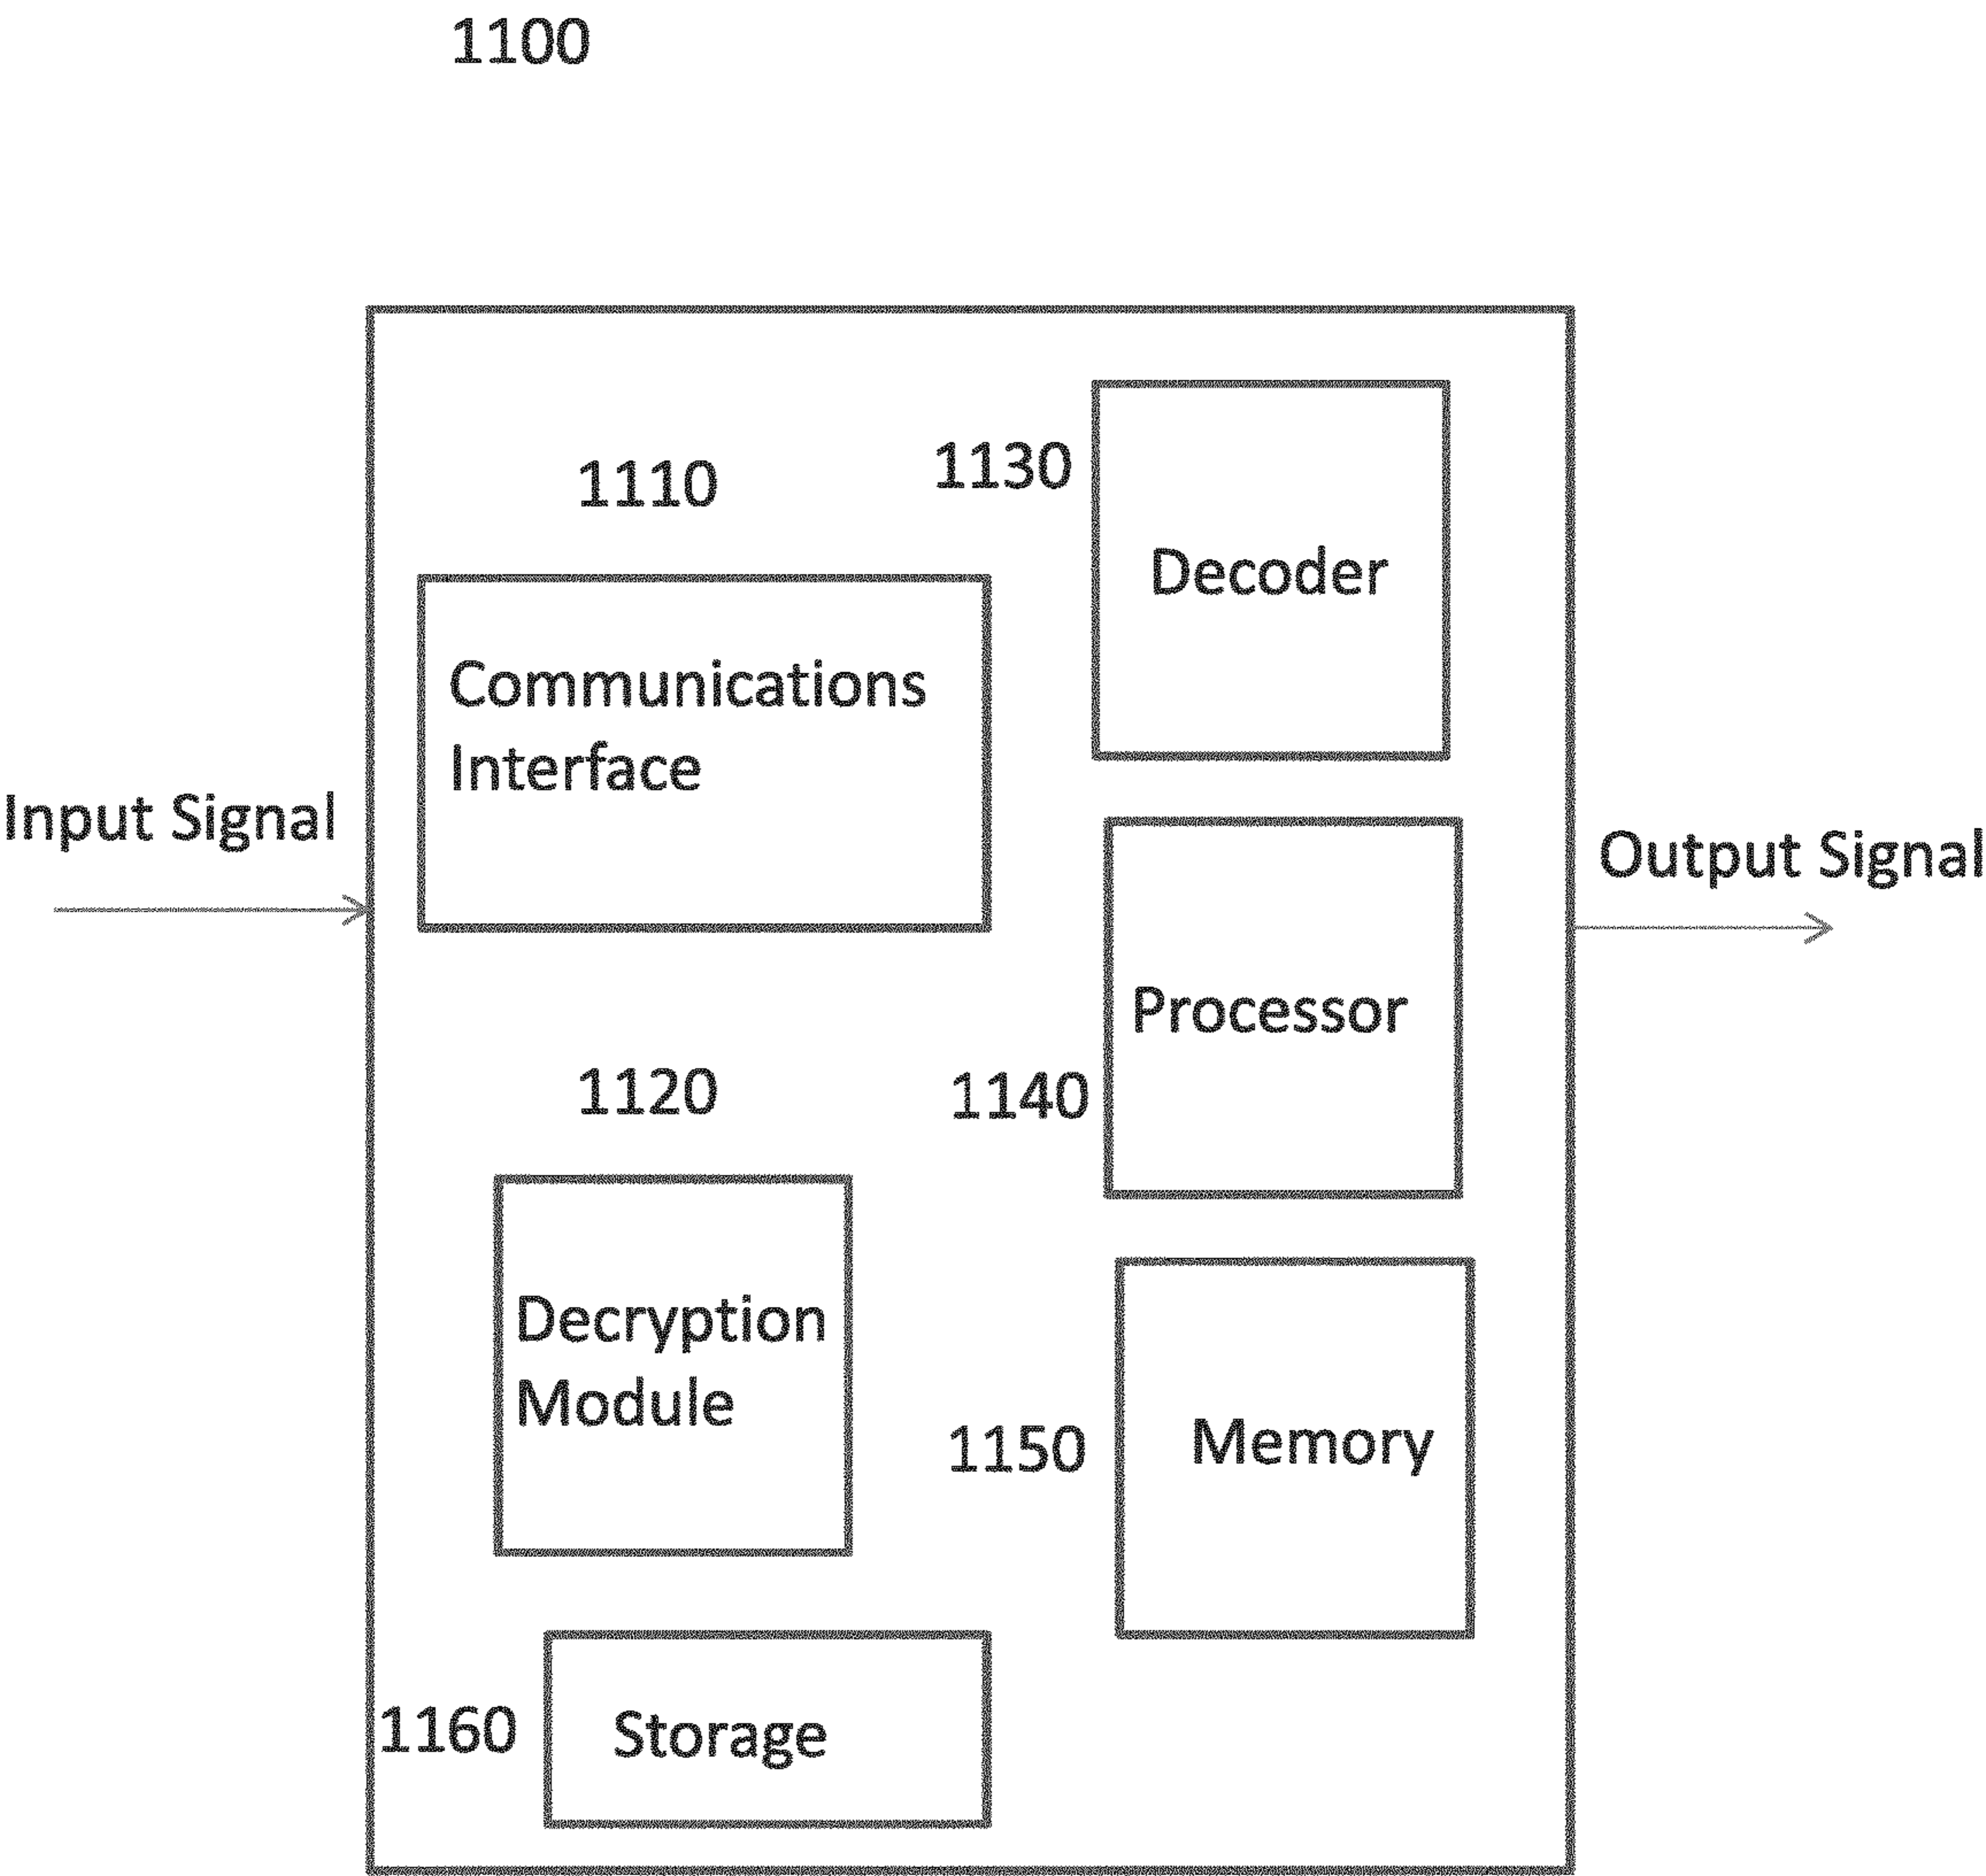 1100
1110
1130
Decoder
Communications
Interface
Input Signal
Output Signal
Processor
1120
1140
Decryption
Module
1150
Memory
1160
Storage